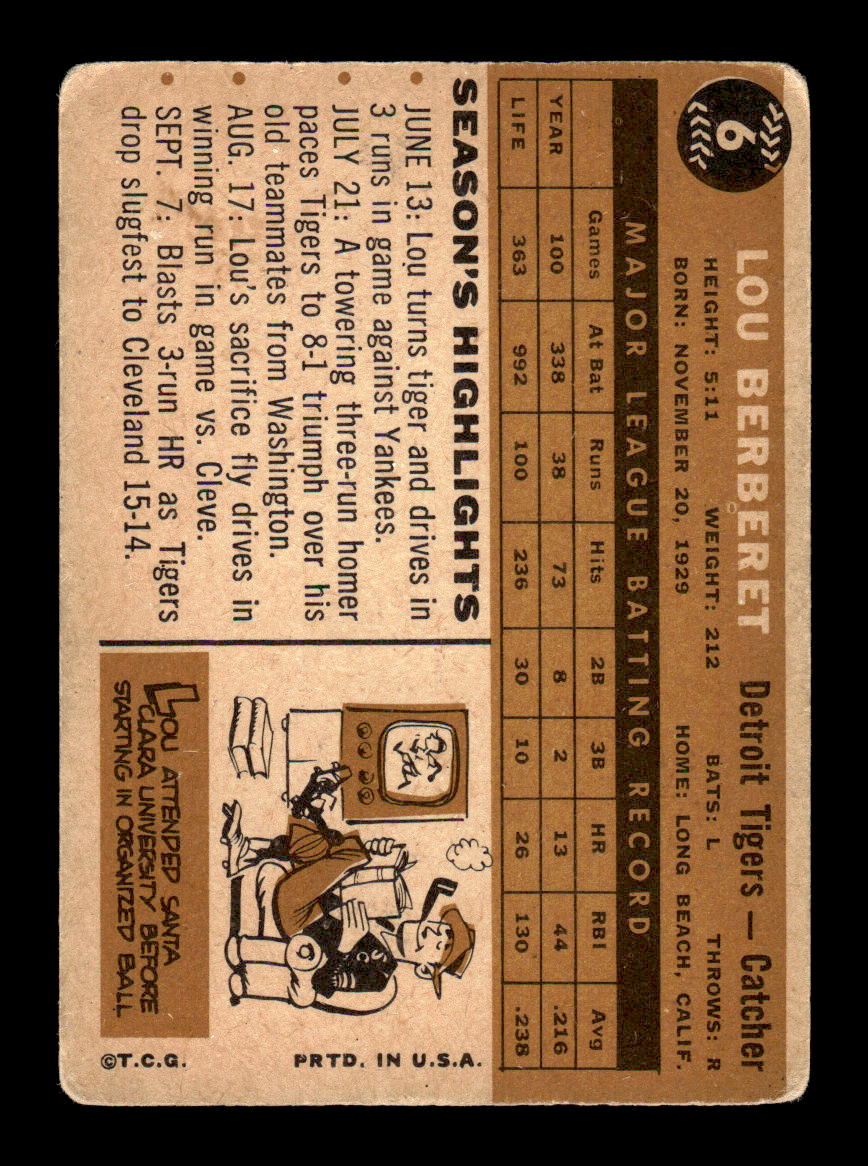 6
LOU BERBERET Detroit Tigers — Catcher
HEIGHT: 5:11 WEIGHT: 212 BATS: L THROWS: R
BORN: NOVEMBER 20, 1929 HOME: LONG BEACH, CALIF.
MAJOR LEAGUE BATTING RECORD
Games At Bat Runs Hits 2B 3B HR RBI Avg
YEAR 100 338 38 73 8 2 13 44 .216
LIFE 363 992 100 236 30 10 26 130 .238
SEASON'S HIGHLIGHTS
• JUNE 13: Lou turns tiger and drives in
3 runs in game against Yankees.
• JULY 21: A towering three-run homer
paces Tigers to 8-1 triumph over his
old teammates from Washington.
• AUG. 17: Lou's sacrifice fly drives in
winning run in game vs. Cleve.
• SEPT. 7: Blasts 3-run HR as Tigers
drop slugfest to Cleveland 15-14.
LOU ATTENDED SANTA
CLARA UNIVERSITY BEFORE
STARTING IN ORGANIZED BALL
©T.C.G. PRTD. IN U.S.A.